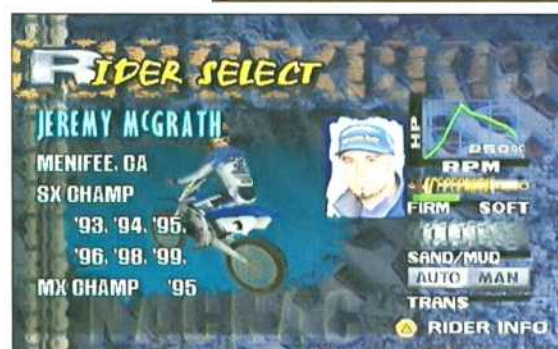 RIDER SELECT
JEREMY McGRATH
MENIFEE, CA
SX CHAMP
'93, '94, '95,
'96, '98, '99,
MX CHAMP '95
HP
250cc
RPM
FIRM SOFT
SAND/MUD
AUTO MAN
TRANS
RIDER INFO